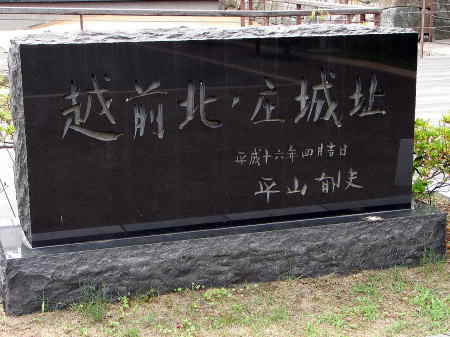 越前北・庄城址
平成十六年四月吉日
平山郁夫